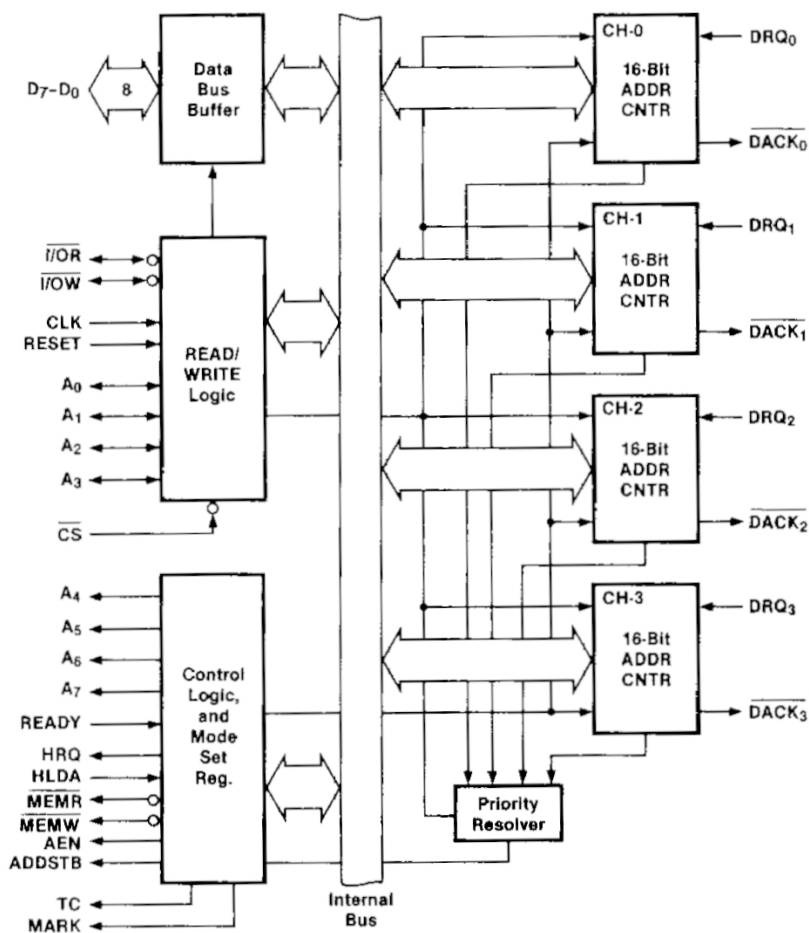 D7–D0
8
Data
Bus
Buffer
I/OR
I/OW
CLK
RESET
A0
A1
A2
A3
CS
READ/
WRITE
Logic
A4
A5
A6
A7
READY
HRQ
HLDA
MEMR
MEMW
AEN
ADDSTB
TC
MARK
Control
Logic,
and
Mode
Set
Reg.
Internal
Bus
CH-0
16-Bit
ADDR
CNTR
DRQ0
DACK0
CH-1
16-Bit
ADDR
CNTR
DRQ1
DACK1
CH-2
16-Bit
ADDR
CNTR
DRQ2
DACK2
CH-3
16-Bit
ADDR
CNTR
DRQ3
DACK3
Priority
Resolver